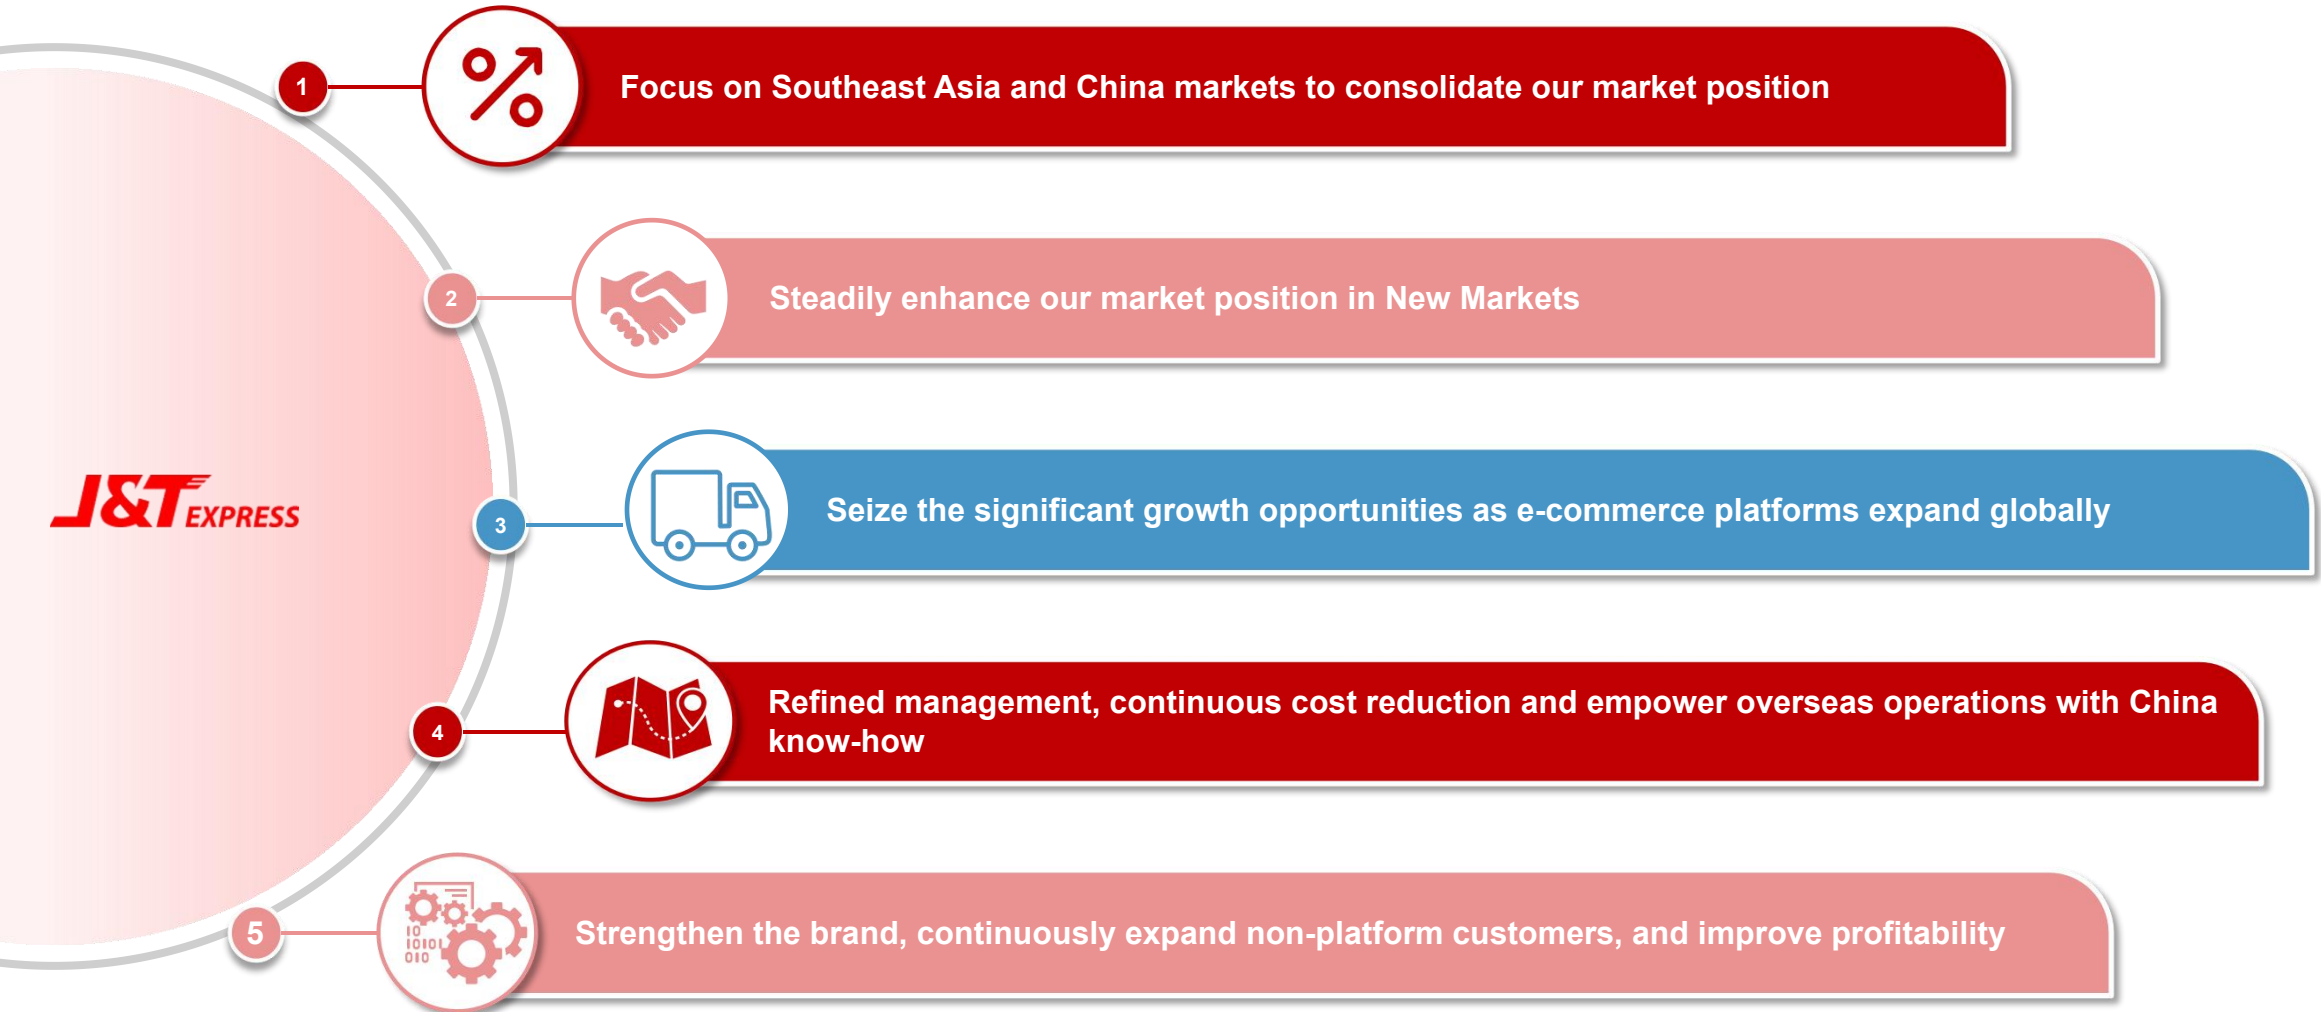 1
Focus on Southeast Asia and China markets to consolidate our market position
2
Steadily enhance our market position in New Markets
J&T EXPRESS
3
Seize the significant growth opportunities as e-commerce platforms expand globally
4
Refined management, continuous cost reduction and empower overseas operations with China
know-how
5
10
10101
010
Strengthen the brand, continuously expand non-platform customers, and improve profitability